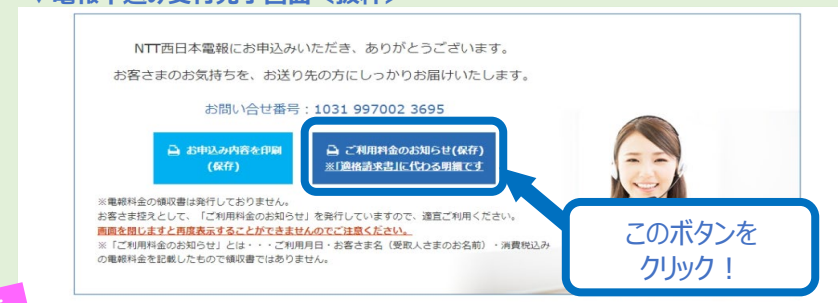 NTT西日本電報にお申込みいただき、ありがとうございます。
お客さまのお気持ちを、お送り先の方にしっかりお届けいたします。
お問い合せ番号：1031 997002 3695
お申込み内容を印刷
(保存)
ご利用料金のお知らせ(保存)
※｢適格請求書｣に代わる明細です
※電報料金の領収書は発行しておりません。
お客さま控えとして、「ご利用料金のお知らせ」を発行していますので、適宜ご利用ください。
画面を閉じますと再度表示することができませんのでご注意ください。
※「ご利用料金のお知らせ」とは・・・ご利用月日・お客さま名（受取人さまのお名前）・消費税込み
の電報料金を記載したもので領収書ではありません。
このボタンを
クリック！